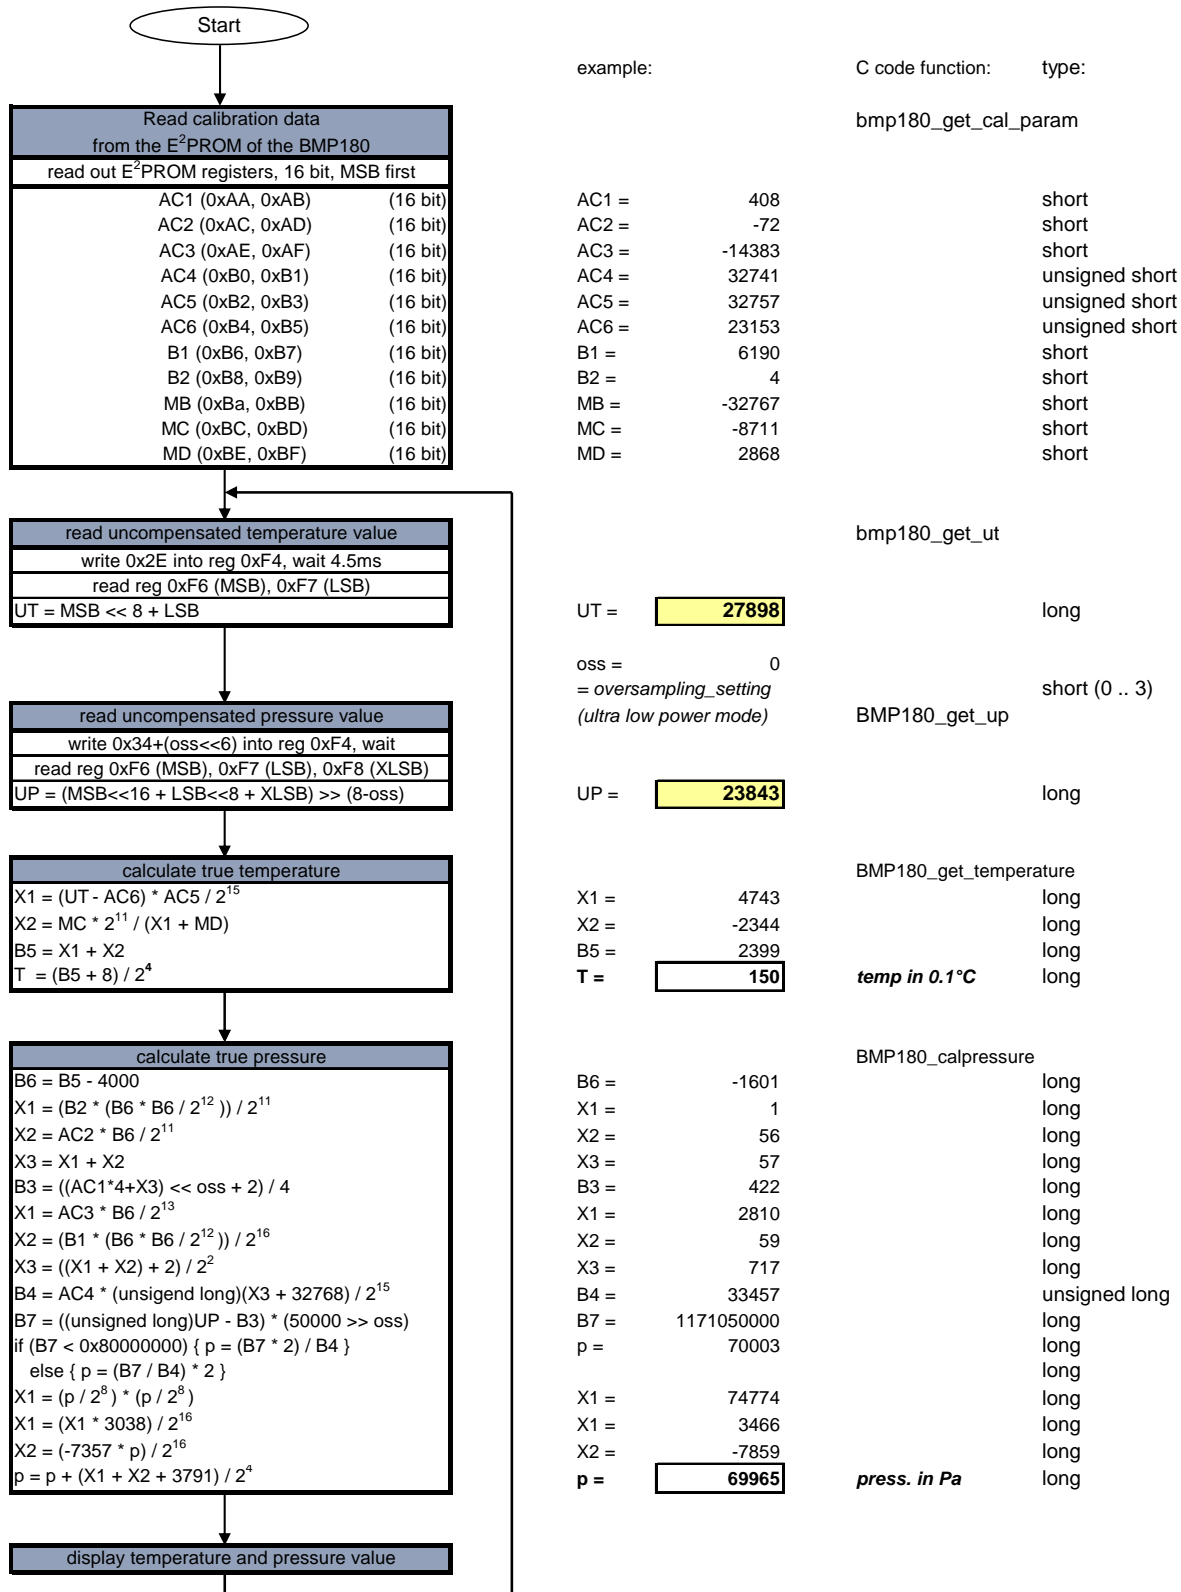 Start
example: C code function: type:
Read calibration data bmp180_get_cal_param
from the E²PROM of the BMP180
read out E²PROM registers, 16 bit, MSB first
AC1 (0xAA, 0xAB) (16 bit) AC1 = 408 short
AC2 (0xAC, 0xAD) (16 bit) AC2 = -72 short
AC3 (0xAE, 0xAF) (16 bit) AC3 = -14383 short
AC4 (0xB0, 0xB1) (16 bit) AC4 = 32741 unsigned short
AC5 (0xB2, 0xB3) (16 bit) AC5 = 32757 unsigned short
AC6 (0xB4, 0xB5) (16 bit) AC6 = 23153 unsigned short
B1 (0xB6, 0xB7) (16 bit) B1 = 6190 short
B2 (0xB8, 0xB9) (16 bit) B2 = 4 short
MB (0xBa, 0xBB) (16 bit) MB = -32767 short
MC (0xBC, 0xBD) (16 bit) MC = -8711 short
MD (0xBE, 0xBF) (16 bit) MD = 2868 short
read uncompensated temperature value bmp180_get_ut
write 0x2E into reg 0xF4, wait 4.5ms
read reg 0xF6 (MSB), 0xF7 (LSB)
UT = MSB << 8 + LSB UT = 27898 long
oss = 0
= oversampling_setting short (0 .. 3)
read uncompensated pressure value (ultra low power mode) BMP180_get_up
write 0x34+(oss<<6) into reg 0xF4, wait
read reg 0xF6 (MSB), 0xF7 (LSB), 0xF8 (XLSB)
UP = (MSB<<16 + LSB<<8 + XLSB) >> (8-oss) UP = 23843 long
calculate true temperature BMP180_get_temperature
X1 = (UT - AC6) * AC5 / 2¹⁵ X1 = 4743 long
X2 = MC * 2¹¹ / (X1 + MD) X2 = -2344 long
B5 = X1 + X2 B5 = 2399 long
T = (B5 + 8) / 2⁴ T = 150 temp in 0.1°C long
calculate true pressure BMP180_calpressure
B6 = B5 - 4000 B6 = -1601 long
X1 = (B2 * (B6 * B6 / 2¹² )) / 2¹¹ X1 = 1 long
X2 = AC2 * B6 / 2¹¹ X2 = 56 long
X3 = X1 + X2 X3 = 57 long
B3 = ((AC1*4+X3) << oss + 2) / 4 B3 = 422 long
X1 = AC3 * B6 / 2¹³ X1 = 2810 long
X2 = (B1 * (B6 * B6 / 2¹² )) / 2¹⁶ X2 = 59 long
X3 = ((X1 + X2) + 2) / 2² X3 = 717 long
B4 = AC4 * (unsigend long)(X3 + 32768) / 2¹⁵ B4 = 33457 unsigned long
B7 = ((unsigned long)UP - B3) * (50000 >> oss) B7 = 1171050000 long
if (B7 < 0x80000000) { p = (B7 * 2) / B4 } p = 70003 long
else { p = (B7 / B4) * 2 } long
X1 = (p / 2⁸ ) * (p / 2⁸ ) X1 = 74774 long
X1 = (X1 * 3038) / 2¹⁶ X1 = 3466 long
X2 = (-7357 * p) / 2¹⁶ X2 = -7859 long
p = p + (X1 + X2 + 3791) / 2⁴ p = 69965 press. in Pa long
display temperature and pressure value